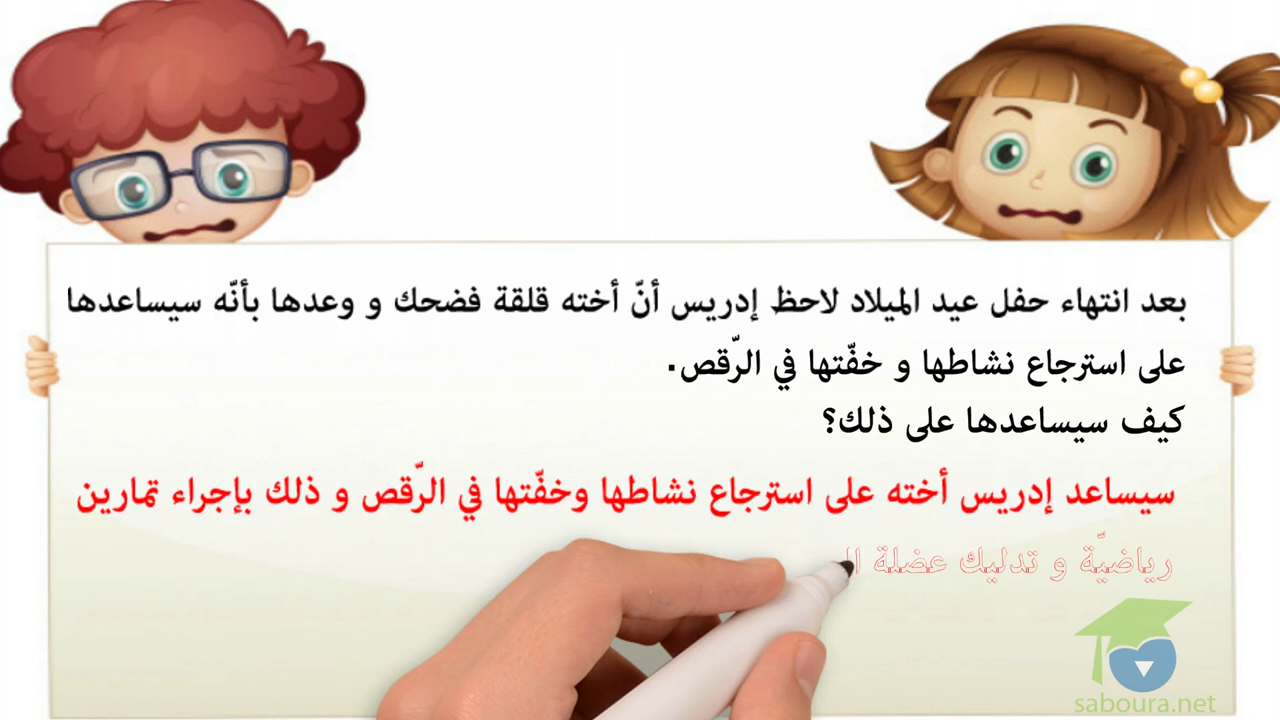 بعد انتهاء حفل عيد الميلاد لاحظ إدريس أنّ أخته قلقة فضحك و وعدها بأنّه سيساعدها
على استرجاع نشاطها و خفّتها في الرّقص.
كيف سيساعدها على ذلك؟
سيساعد إدريس أخته على استرجاع نشاطها وخفّتها في الرّقص و ذلك بإجراء تمارين
رياضيّة و تدليك عضلة ال
saboura.net